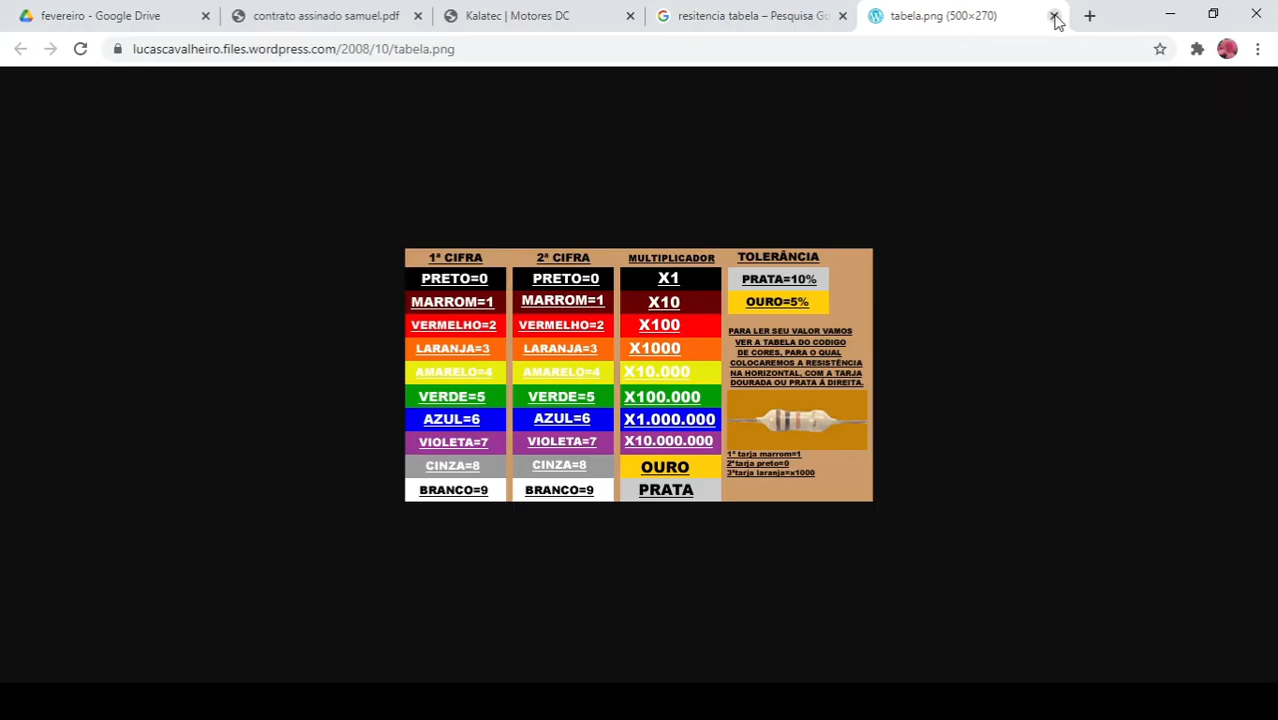 fevereiro - Google Drive
contrato assinado samuel.pdf
Kalatec | Motores DC
resitencia tabela – Pesquisa Go
tabela.png (500×270)
lucascavalheiro.files.wordpress.com/2008/10/tabela.png
1ª CIFRA
PRETO=0
MARROM=1
VERMELHO=2
LARANJA=3
AMARELO=4
VERDE=5
AZUL=6
VIOLETA=7
CINZA=8
BRANCO=9
2ª CIFRA
PRETO=0
MARROM=1
VERMELHO=2
LARANJA=3
AMARELO=4
VERDE=5
AZUL=6
VIOLETA=7
CINZA=8
BRANCO=9
MULTIPLICADOR
X1
X10
X100
X1000
X10.000
X100.000
X1.000.000
X10.000.000
OURO
PRATA
TOLERÂNCIA
PRATA=10%
OURO=5%
PARA LER SEU VALOR VAMOS
VER A TABELA DO CODIGO
DE CORES, PARA O QUAL
COLOCAREMOS A RESISTÊNCIA
NA HORIZONTAL, COM A TARJA
DOURADA OU PRATA À DIREITA.
1ª tarja marrom=1
2ªtarja preto=0
3ªtarja laranja=x1000